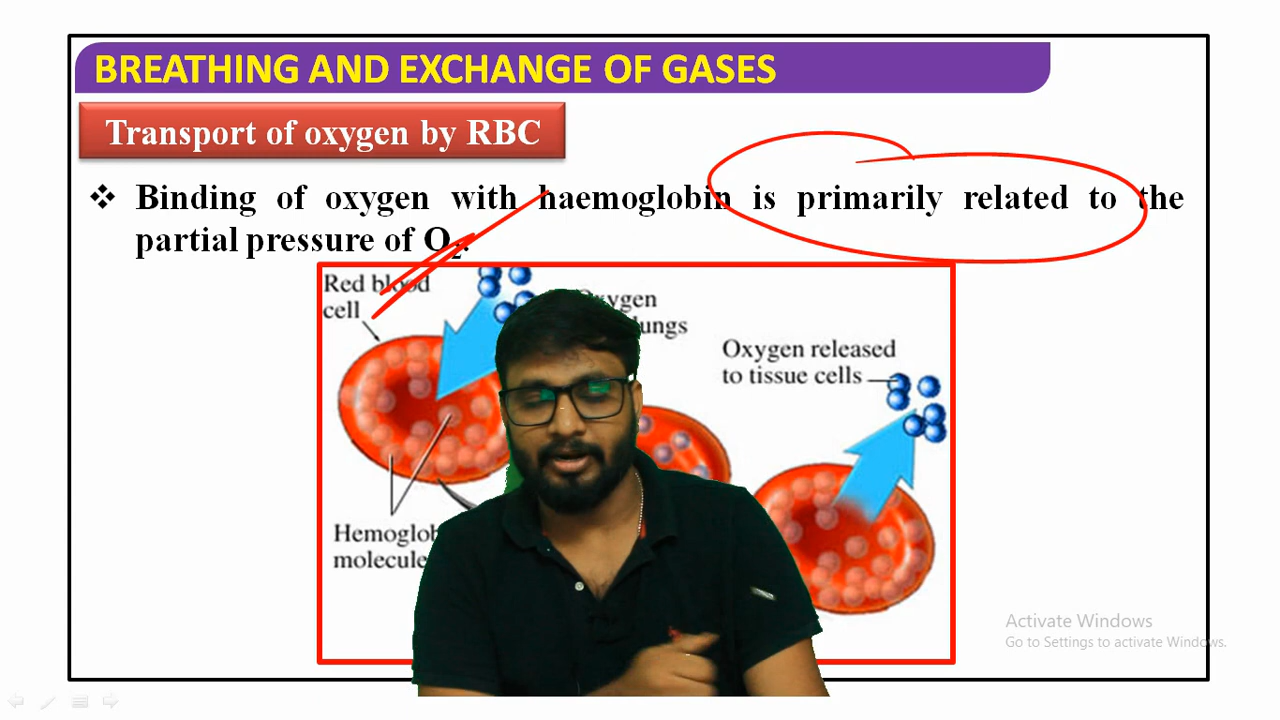 BREATHING AND EXCHANGE OF GASES
Transport of oxygen by RBC
❖ Binding of oxygen with haemoglobin is primarily related to the
partial pressure of O₂.
Red blood
cell
Oxygen released
to tissue cells
Activate Windows
Go to Settings to activate Windows.